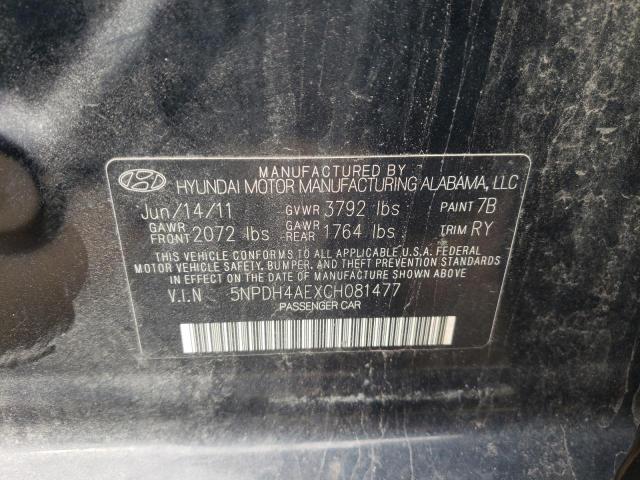 MANUFACTURED BY
HYUNDAI MOTOR MANUFACTURING ALABAMA, LLC
Jun/14/11 GVWR 3792 lbs PAINT 7B
GAWR FRONT 2072 lbs GAWR REAR 1764 lbs TRIM RY
THIS VEHICLE CONFORMS TO ALL APPLICABLE U.S.A. FEDERAL
MOTOR VEHICLE SAFETY, BUMPER, AND THEFT PREVENTION
STANDARDS IN EFFECT ON THE DATE OF MANUFACTURE SHOWN
ABOVE.
V.I.N 5NPDH4AEXCH081477
PASSENGER CAR